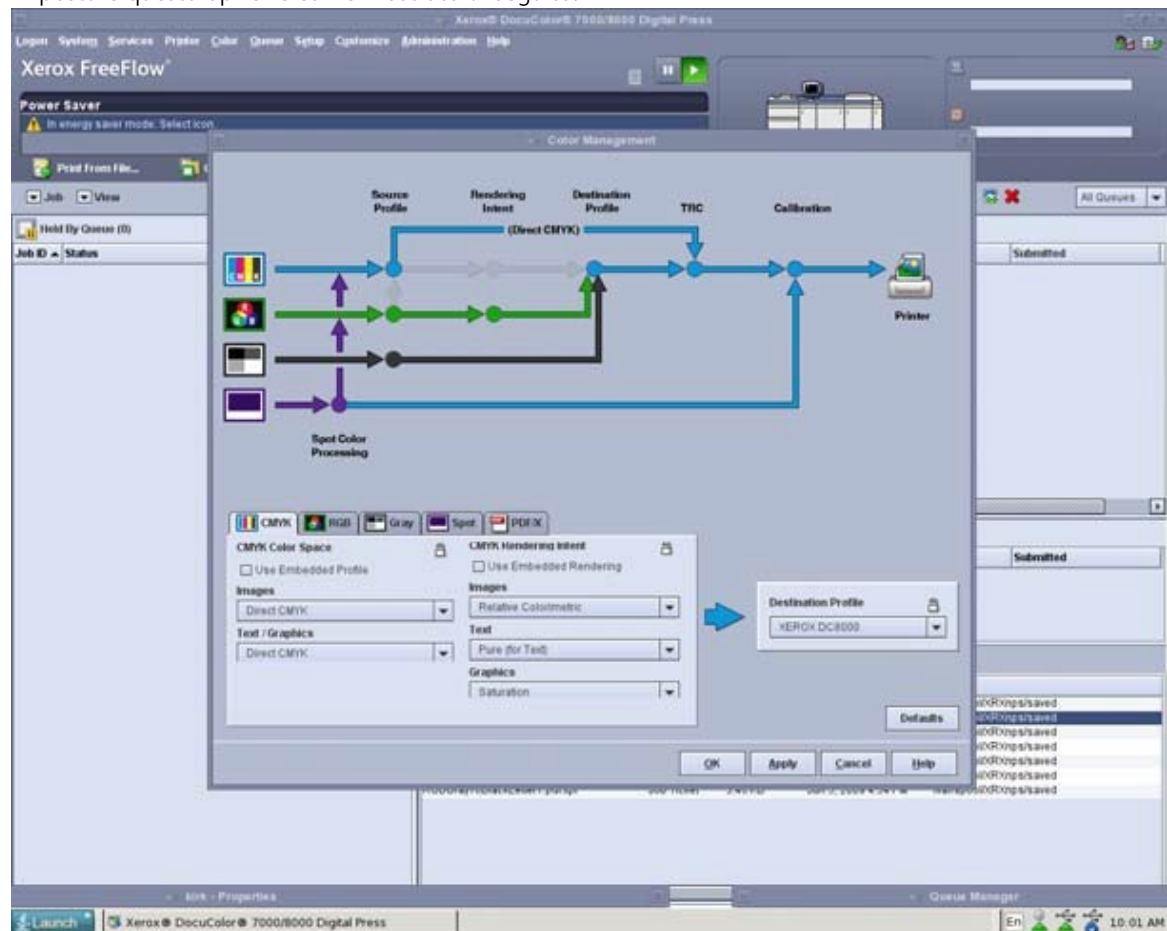 Xerox® DocuColor® 7000/8000 Digital Press
Logon System Services Printer Color Queue Setup Customize Administration Help
Xerox FreeFlow
Power Saver
In energy saver mode. Select icon
Color Management
Print From File...
Job View
All Queues
Held By Queue (0)
Job ID Status
Submitted
Source Profile
Rendering Intent
Destination Profile
TRC
Calibration
(Direct CMYK)
Printer
Spot Color Processing
CMYK RGB Gray Spot PDF/X
CMYK Color Space
Use Embedded Profile
Images
Direct CMYK
Text / Graphics
Direct CMYK
CMYK Rendering Intent
Use Embedded Rendering
Images
Relative Colorimetric
Text
Pure (for Text)
Graphics
Saturation
Destination Profile
XEROX DC8000
Submitted
Defaults
OK Apply Cancel Help
- Properties
Queue Manager
Launch
Xerox® DocuColor® 7000/8000 Digital Press
En
10:01 AM